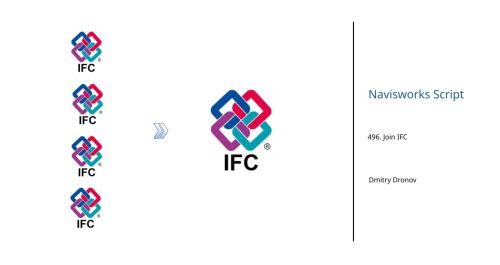 IFC
IFC
IFC
IFC
IFC
Navisworks Script
496. Join IFC
Dmitry Dronov